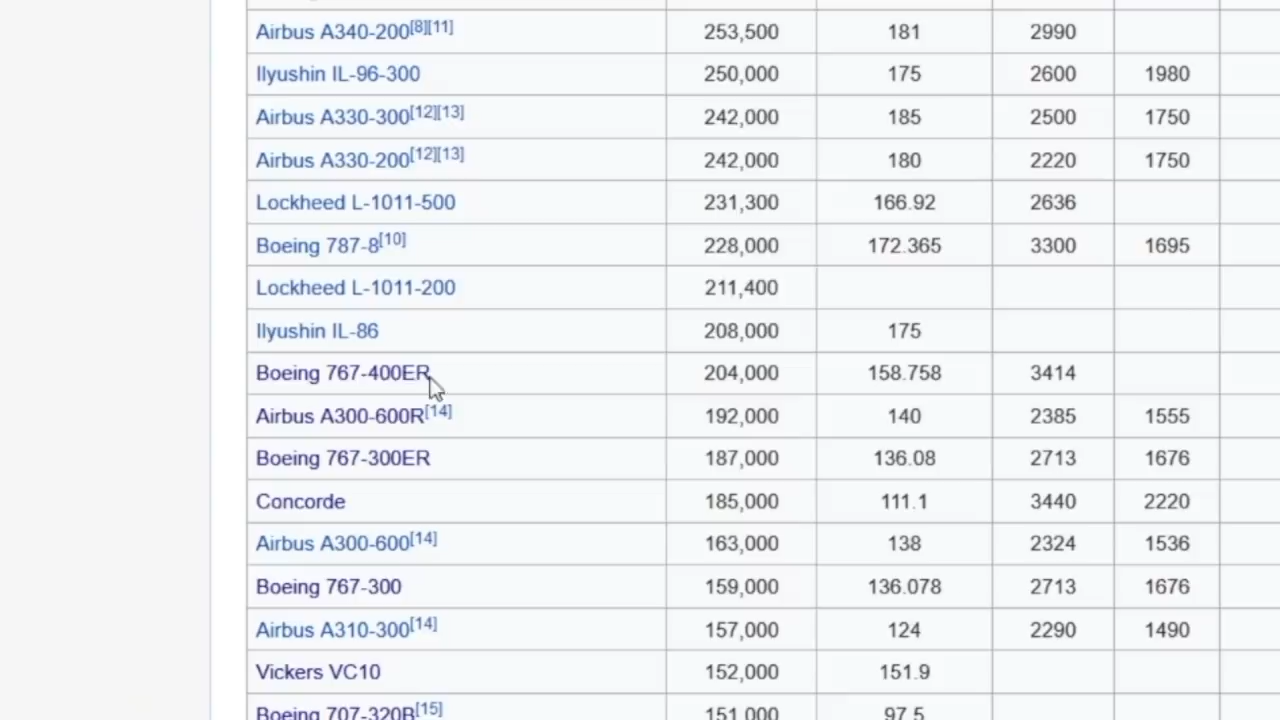 Airbus A340-200[8][11] 253,500 181 2990
Ilyushin IL-96-300 250,000 175 2600 1980
Airbus A330-300[12][13] 242,000 185 2500 1750
Airbus A330-200[12][13] 242,000 180 2220 1750
Lockheed L-1011-500 231,300 166.92 2636
Boeing 787-8[10] 228,000 172.365 3300 1695
Lockheed L-1011-200 211,400
Ilyushin IL-86 208,000 175
Boeing 767-400ER 204,000 158.758 3414
Airbus A300-600R[14] 192,000 140 2385 1555
Boeing 767-300ER 187,000 136.08 2713 1676
Concorde 185,000 111.1 3440 2220
Airbus A300-600[14] 163,000 138 2324 1536
Boeing 767-300 159,000 136.078 2713 1676
Airbus A310-300[14] 157,000 124 2290 1490
Vickers VC10 152,000 151.9
Boeing 707-320B[15] 151,000 97.5